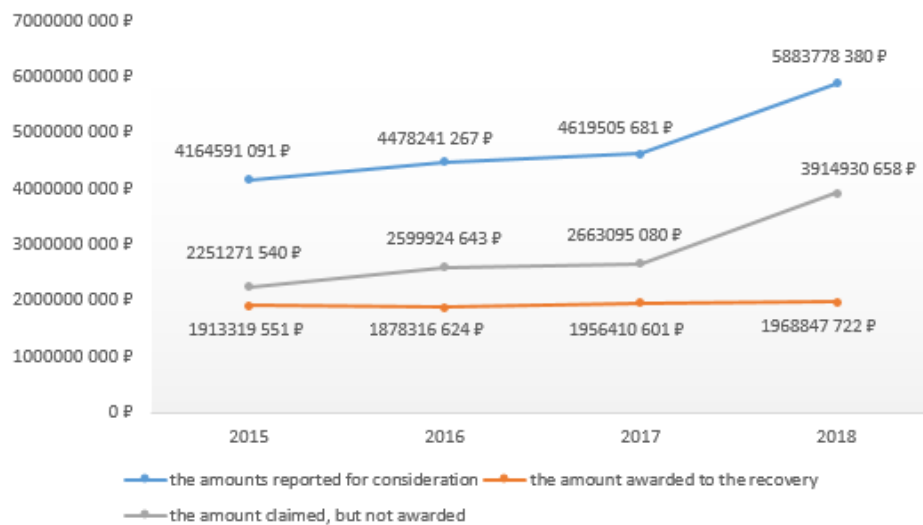 7000000 000 ₽
6000000 000 ₽
5000000 000 ₽
4000000 000 ₽
3000000 000 ₽
2000000 000 ₽
1000000 000 ₽
0 ₽
4164591 091 ₽
4478241 267 ₽
4619505 681 ₽
5883778 380 ₽
2251271 540 ₽
2599924 643 ₽
2663095 080 ₽
3914930 658 ₽
1913319 551 ₽
1878316 624 ₽
1956410 601 ₽
1968847 722 ₽
2015 2016 2017 2018
the amounts reported for consideration the amount awarded to the recovery
the amount claimed, but not awarded